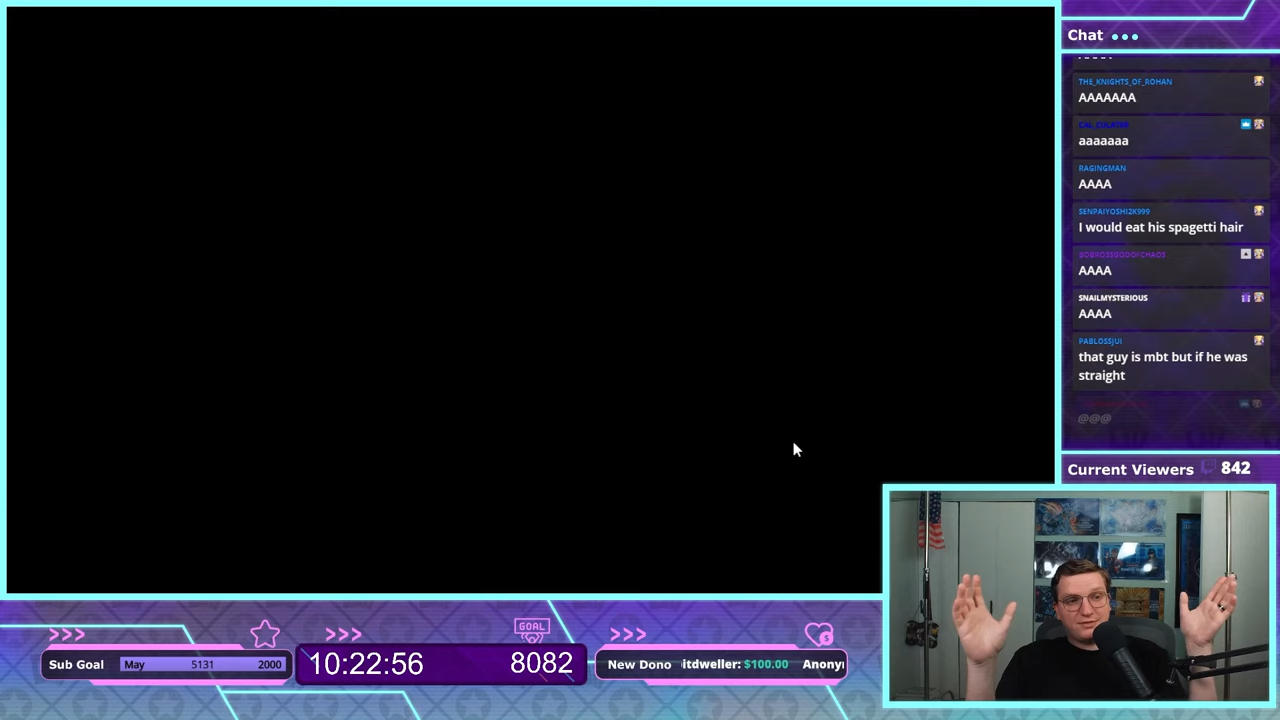 Chat
THE_KNIGHTS_OF_ROHAN
AAAAAAA
aaaaaaa
RAGINGMAN
AAAA
SENPAIYOSHI2K999
I would eat his spagetti hair
BOBROSSGODOFCHAOS
AAAA
SNAILMYSTERIOUS
AAAA
PABLOSSJUI
that guy is mbt but if he was
straight
@@@
Current Viewers 842
GOAL
Sub Goal May 5131 2000
10:22:56 8082
New Dono itdweller: $100.00 Anony